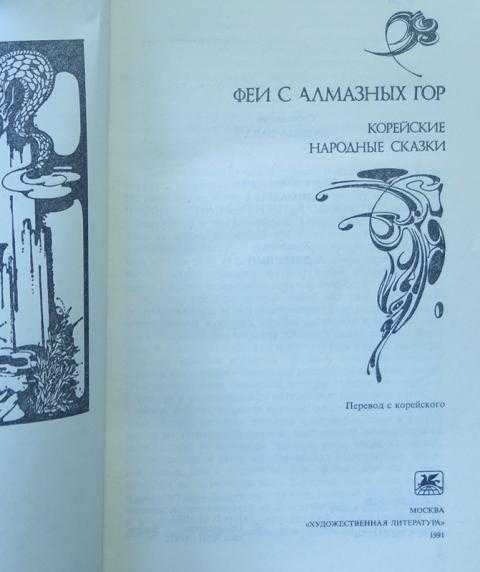 ФЕИ С АЛМАЗНЫХ ГОР
КОРЕЙСКИЕ
НАРОДНЫЕ СКАЗКИ
Перевод с корейского
МОСКВА
«ХУДОЖЕСТВЕННАЯ ЛИТЕРАТУРА»
1991